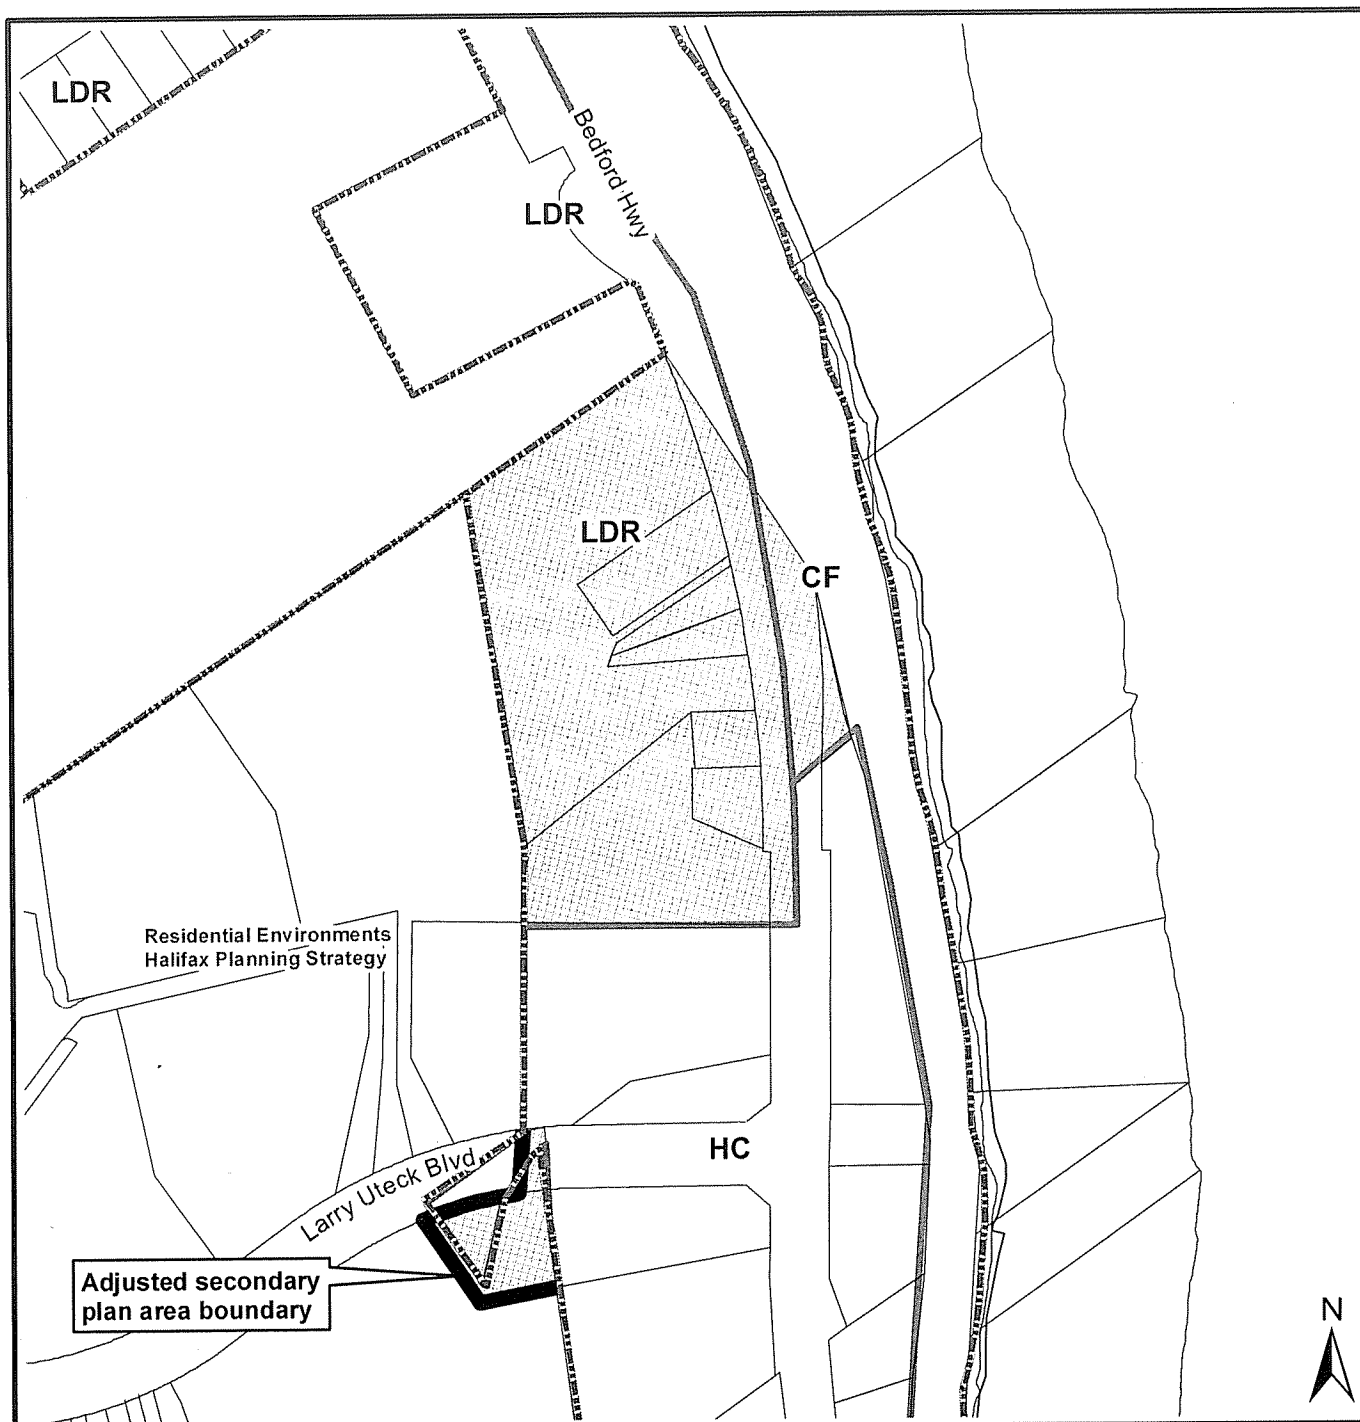 LDR
Bedford Hwy
LDR
LDR
CF
Residential Environments
Halifax Planning Strategy
HC
Larry Uteck Blvd
Adjusted secondary
plan area boundary
N